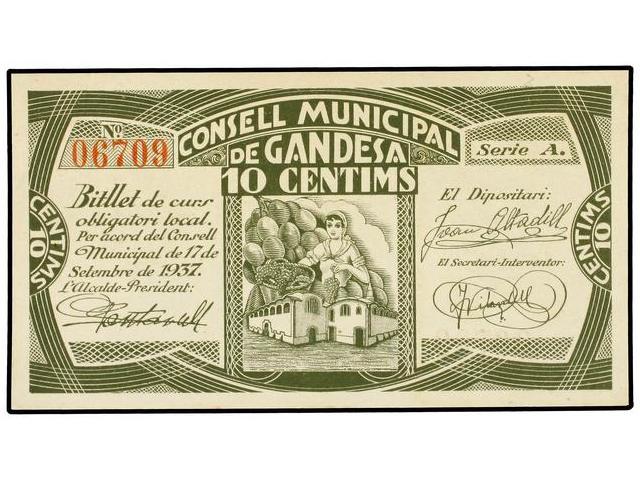 CONSELL MUNICIPAL
DE GANDESA
10 CENTIMS
Nº
06709
Serie A.
Bitllet de curs
obligatori local.
Per acord del Consell
Municipal de 17 de
Setembre de 1937.
L'Alcalde-President:
El Dipositari:
El Secretari-Interventor:
10 CENTIMS
10 CENTIMS